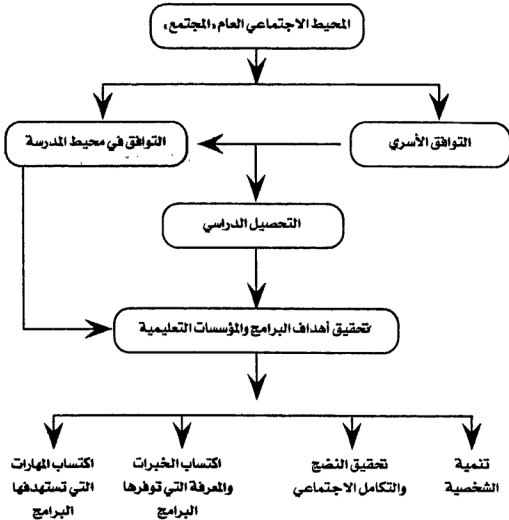 المحيط الاجتماعي العام «المجتمع»
التوافق الأسري
التوافق في محيط المدرسة
التحصيل الدراسي
تحقيق أهداف البرامج والمؤسسات التعليمية
تنمية
الشخصية
تحقيق النضج
والتكامل الاجتماعي
اكتساب الخبرات
والمعرفة التي توفرها
البرامج
اكتساب المهارات
التي تستهدفها
البرامج